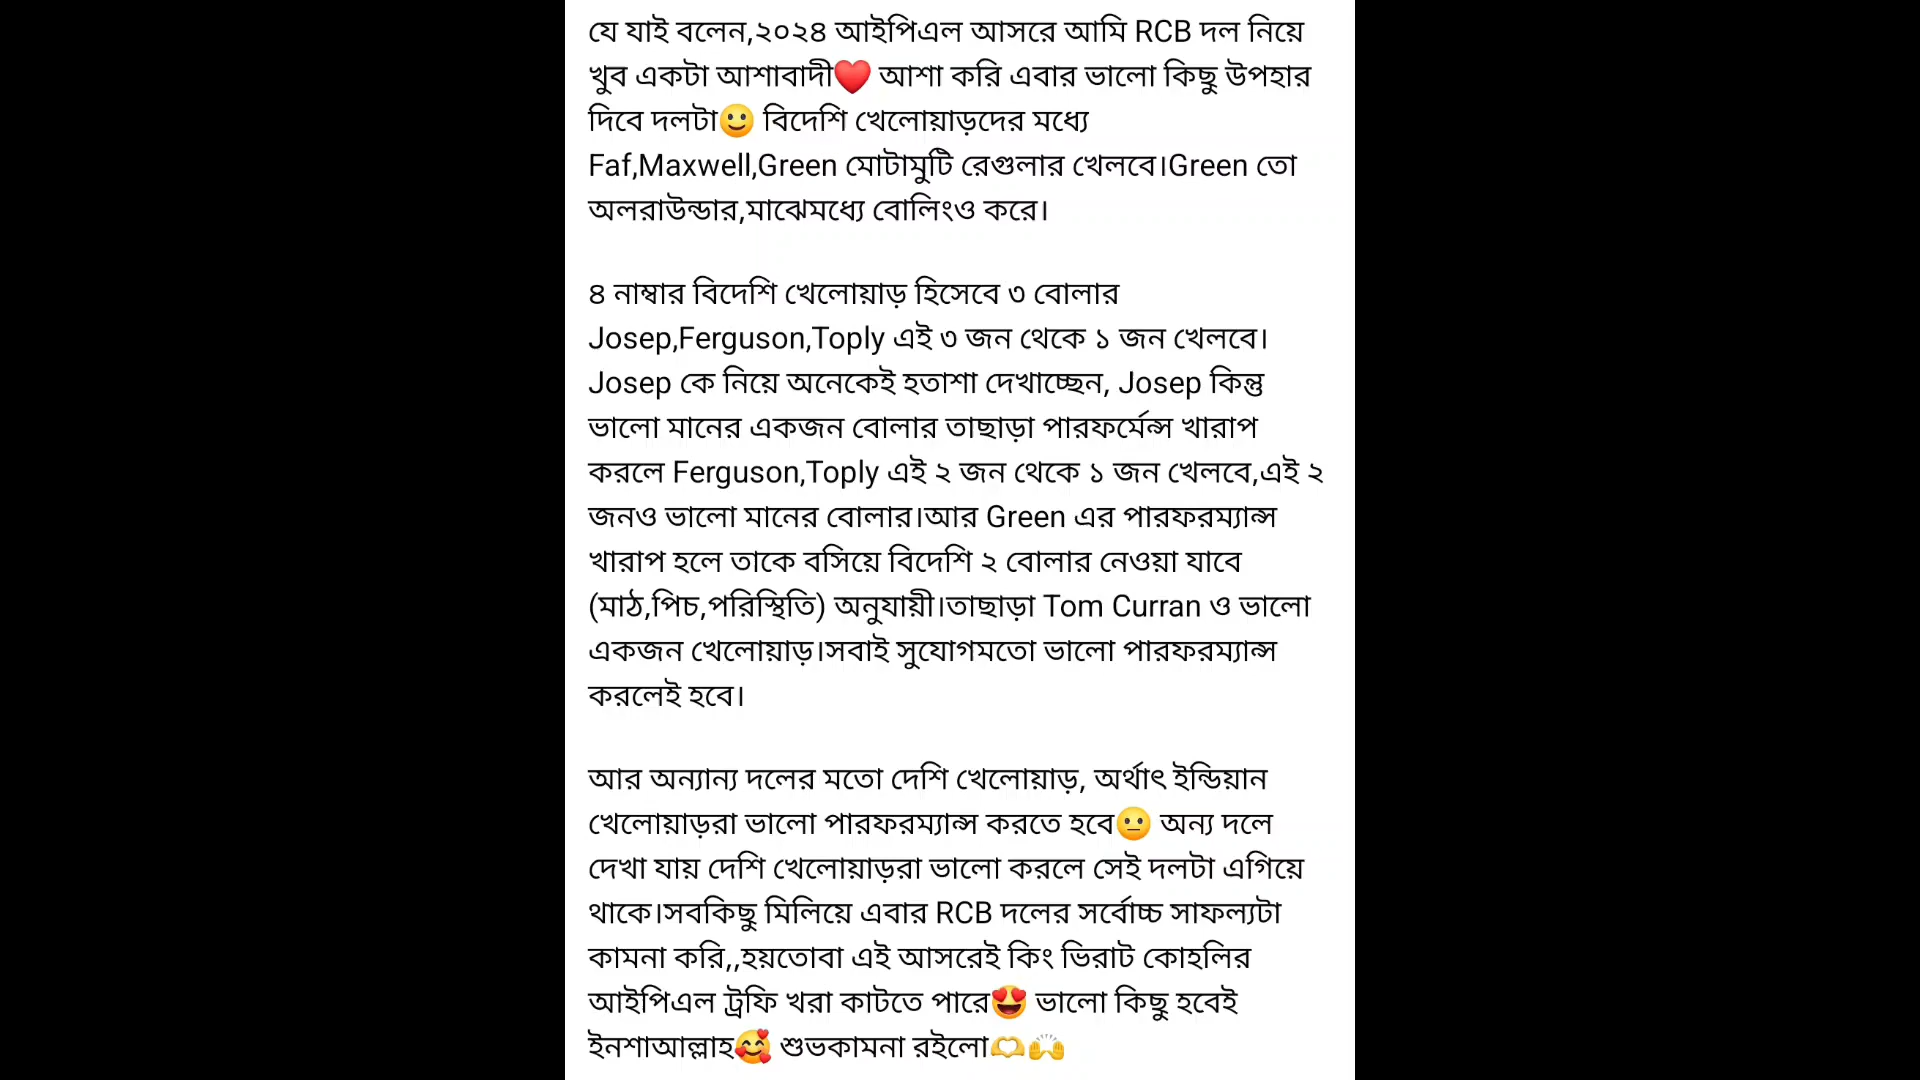 যে যাই বলেন,২০২৪ আইপিএল আসরে আমি RCB দল নিয়ে
খুব একটা আশাবাদী❤️ আশা করি এবার ভালো কিছু উপহার
দিবে দলটা🙂 বিদেশি খেলোয়াড়দের মধ্যে
Faf,Maxwell,Green মোটামুটি রেগুলার খেলবে।Green তো
অলরাউন্ডার,মাঝেমধ্যে বোলিংও করে।
৪ নাম্বার বিদেশি খেলোয়াড় হিসেবে ৩ বোলার
Josep,Ferguson,Toply এই ৩ জন থেকে ১ জন খেলবে।
Josep কে নিয়ে অনেকেই হতাশা দেখাচ্ছেন, Josep কিন্তু
ভালো মানের একজন বোলার তাছাড়া পারফর্মেন্স খারাপ
করলে Ferguson,Toply এই ২ জন থেকে ১ জন খেলবে,এই ২
জনও ভালো মানের বোলার।আর Green এর পারফরম্যান্স
খারাপ হলে তাকে বসিয়ে বিদেশি ২ বোলার নেওয়া যাবে
(মাঠ,পিচ,পরিস্থিতি) অনুযায়ী।তাছাড়া Tom Curran ও ভালো
একজন খেলোয়াড়।সবাই সুযোগমতো ভালো পারফরম্যান্স
করলেই হবে।
আর অন্যান্য দলের মতো দেশি খেলোয়াড়, অর্থাৎ ইন্ডিয়ান
খেলোয়াড়রা ভালো পারফরম্যান্স করতে হবে😐 অন্য দলে
দেখা যায় দেশি খেলোয়াড়রা ভালো করলে সেই দলটা এগিয়ে
থাকে।সবকিছু মিলিয়ে এবার RCB দলের সর্বোচ্চ সাফল্যটা
কামনা করি,,হয়তোবা এই আসরেই কিং ভিরাট কোহলির
আইপিএল ট্রফি খরা কাটতে পারে😍 ভালো কিছু হবেই
ইনশাআল্লাহ🥰 শুভকামনা রইলো🫶🙌